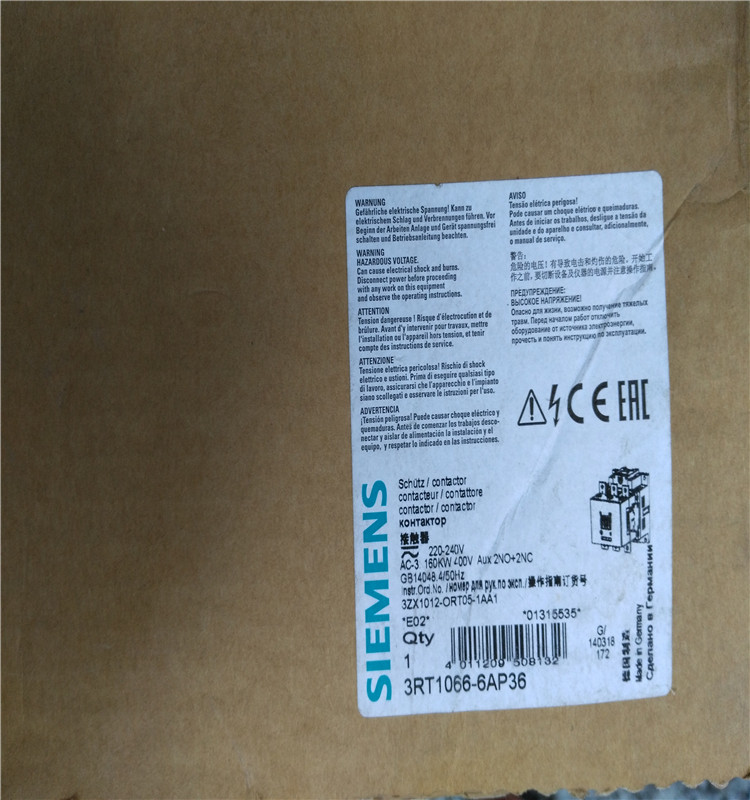 WARNUNG
Gefährliche elektrische Spannung! Kann zu
elektrischem Schlag und Verbrennungen führen. Vor
Beginn der Arbeiten Anlage und Gerät spannungsfrei
schalten und Betriebsanleitung beachten.
WARNING
HAZARDOUS VOLTAGE.
Can cause electrical shock and burns.
Disconnect power before proceeding
with any work on this equipment
and observe the operating instructions.
ATTENTION
Tension dangereuse ! Risque d'électrocation et de
brûlure. Avant d'y intervenir pour travaux, mettre
l'installation ou l'appareil hors tension, et tenir
compte des instructions de service.
ATTENZIONE
Tensione elettrica pericolosa! Rischio di shock
elettrico e ustioni. Prima di eseguire qualsiasi tipo
di lavoro, assicurarsi che l'apparecchio e l'impianto
siano scollegati e osservare le istruzioni per l'uso.
ADVERTENCIA
¡Tensión peligrosa! Puede causar choque eléctrico y
quemaduras. Antes de comenzar los trabajos desco-
nectar y aislar de alimentación la instalación y el
equipo, y respetar lo indicado en las instrucciones.
AVISO
Tensão elétrica perigosa!
Pode causar um choque elétrico e queimaduras.
Antes de iniciar os trabalhos, desligue a tensão da
unidade e do aparelho e consultar, adicionalmente,
o manual de serviço.
警告:
危险的电压!有导致电击和灼伤的危险。开始工
作之前,要切断设备及仪器的电源并注意操作指南。
ПРЕДУПРЕЖДЕНИЕ:
ВЫСОКОЕ НАПРЯЖЕНИЕ!
Опасно для жизни, возможно получение тяжелых
травм. Перед началом работ отключить
оборудование от источника электроэнергии,
прочесть и понять инструкцию по эксплуатации.
CE EAC
SIEMENS
Schütz / contactor
contacteur / contattore
contactor / contactor
контактор
接触器
220-240V
AC-3 160KW 400V Aux 2NO+2NC
GB14048.4/50Hz
Instr.Ord.No. / номер для рук.по эксп. /操作指南订货号
3ZX1012-ORT05-1AA1
*E02*
*01315535*
Qty
1
4 011209 508132
3RT1066-6AP36
G/
140318
172
德国制造
Made in Germany
Сделано в Германии